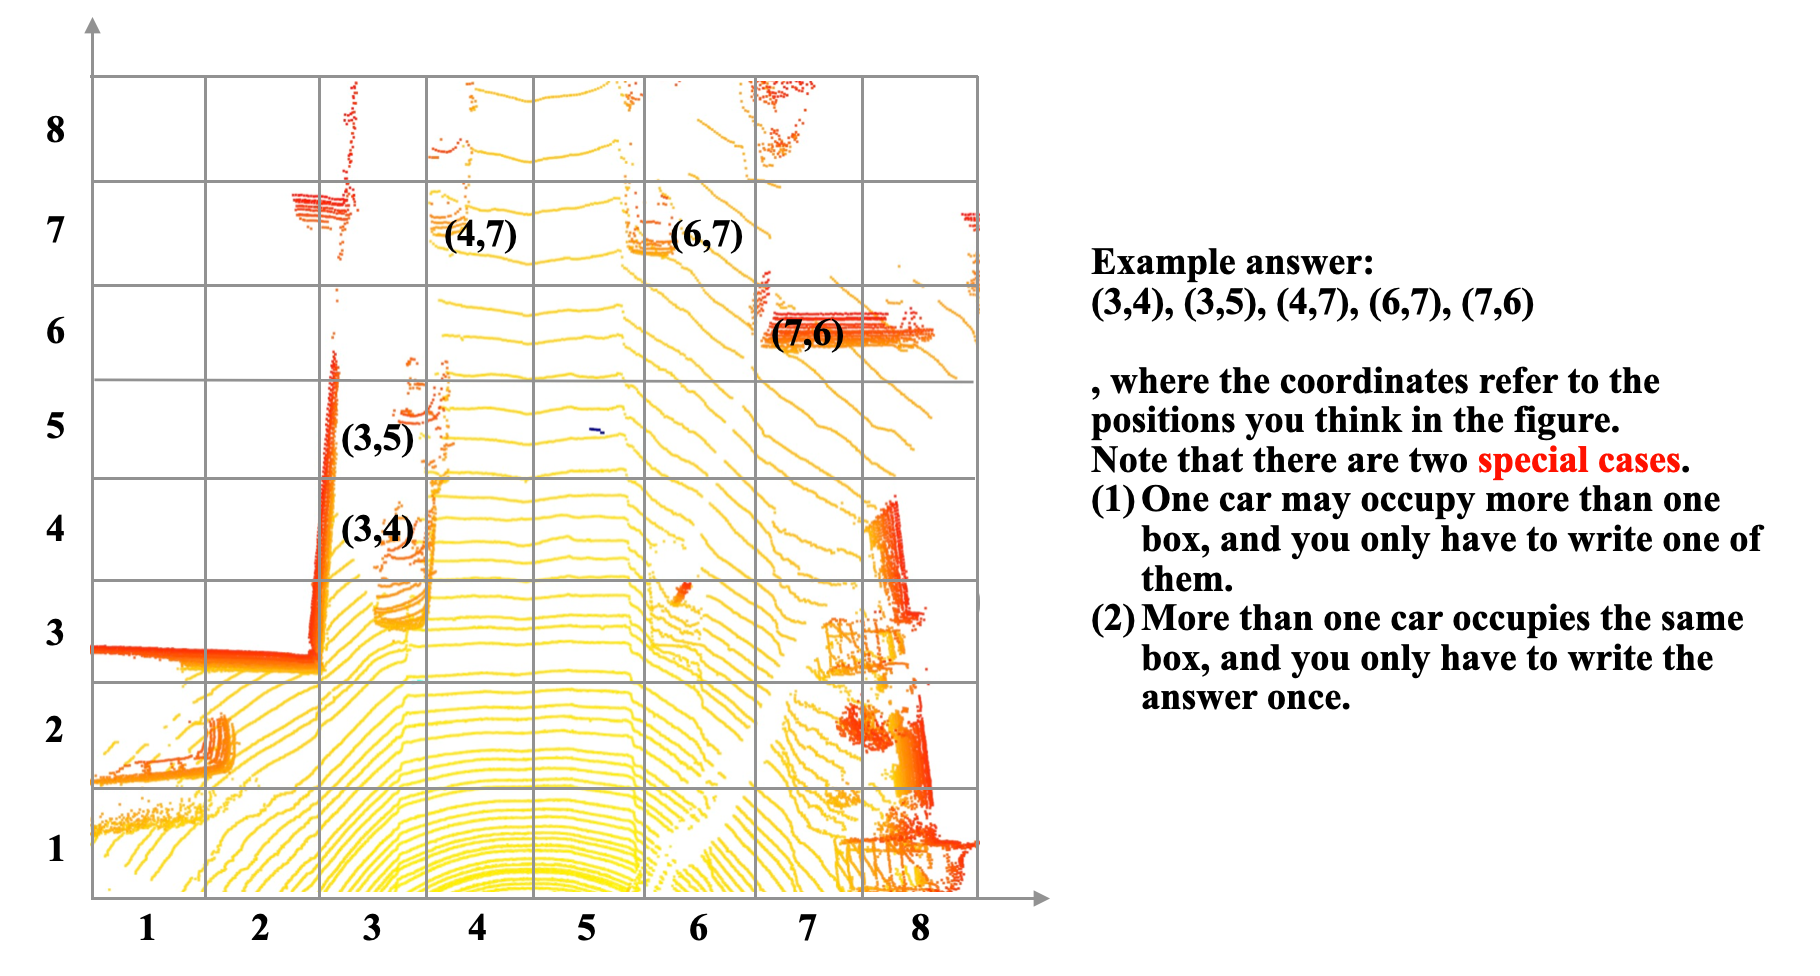 8
7
6
5
4
3
2
1
(4,7)
(6,7)
(7,6)
(3,5)
(3,4)
1 2 3 4 5 6 7 8
Example answer:
(3,4), (3,5), (4,7), (6,7), (7,6)
, where the coordinates refer to the
positions you think in the figure.
Note that there are two special cases.
(1) One car may occupy more than one
box, and you only have to write one of
them.
(2) More than one car occupies the same
box, and you only have to write the
answer once.